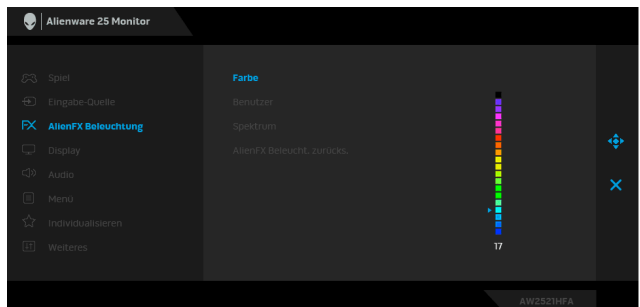 Alienware 25 Monitor
Spiel
Eingabe-Quelle
FX AlienFX Beleuchtung
Display
Audio
Menü
Individualisieren
Weiteres
Farbe
Benutzer
Spektrum
AlienFX Beleucht. zurücks.
17
AW2521HFA